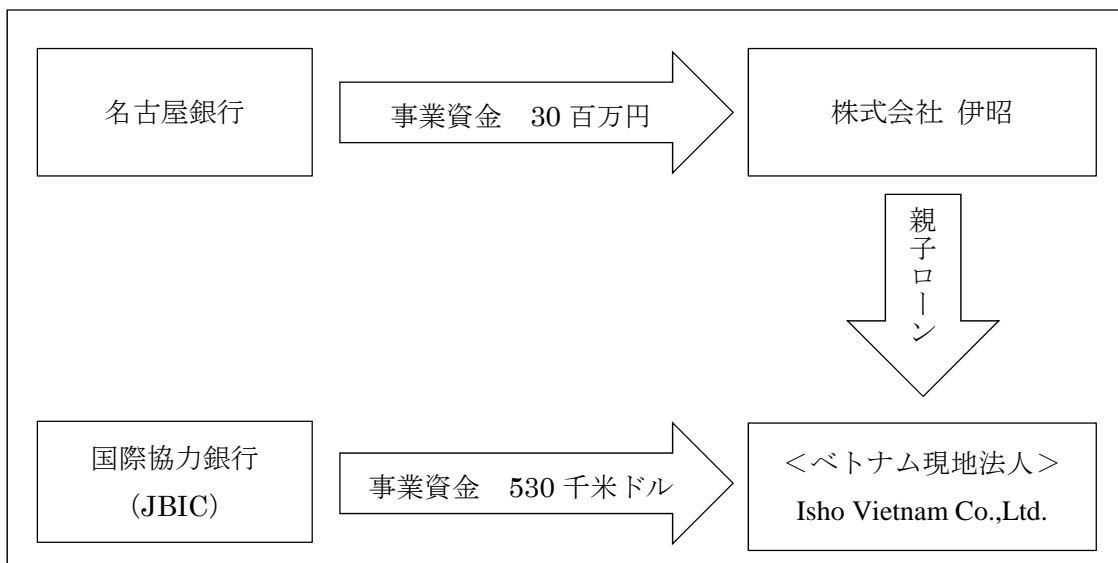 名古屋銀行
事業資金 30 百万円
株式会社 伊昭
親子ローン
国際協力銀行
(JBIC)
事業資金 530 千米ドル
<ベトナム現地法人>
Isho Vietnam Co.,Ltd.